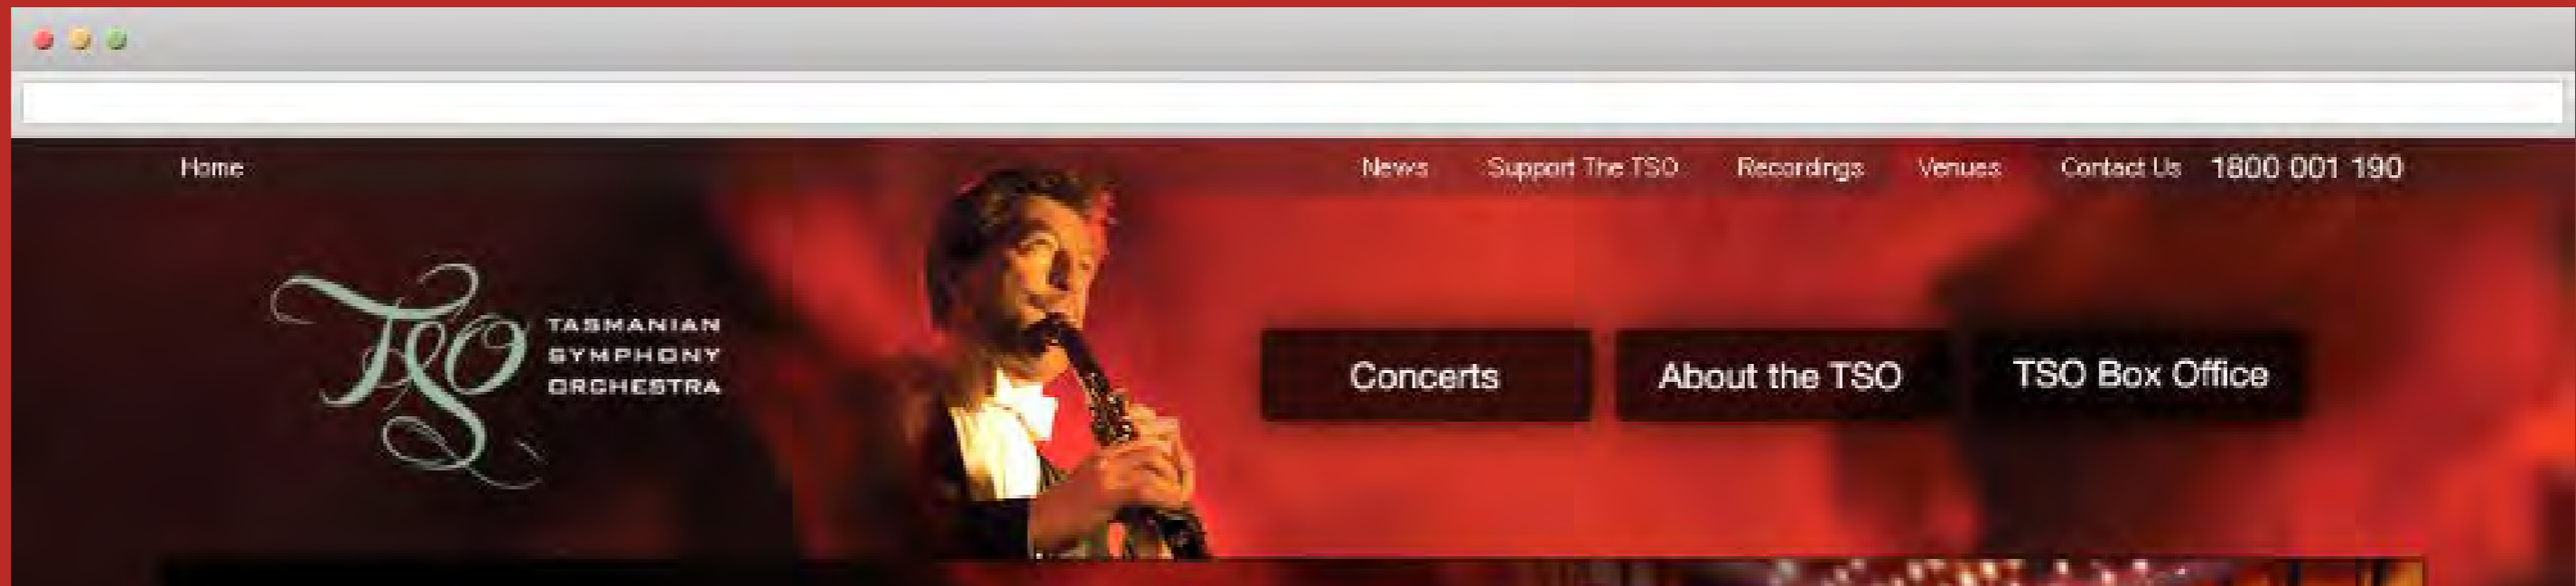 Home
News
Support The TSO
Recordings
Venues
Contact Us
1800 001 190
TSO
TASMANIAN
SYMPHONY
ORCHESTRA
Concerts
About the TSO
TSO Box Office